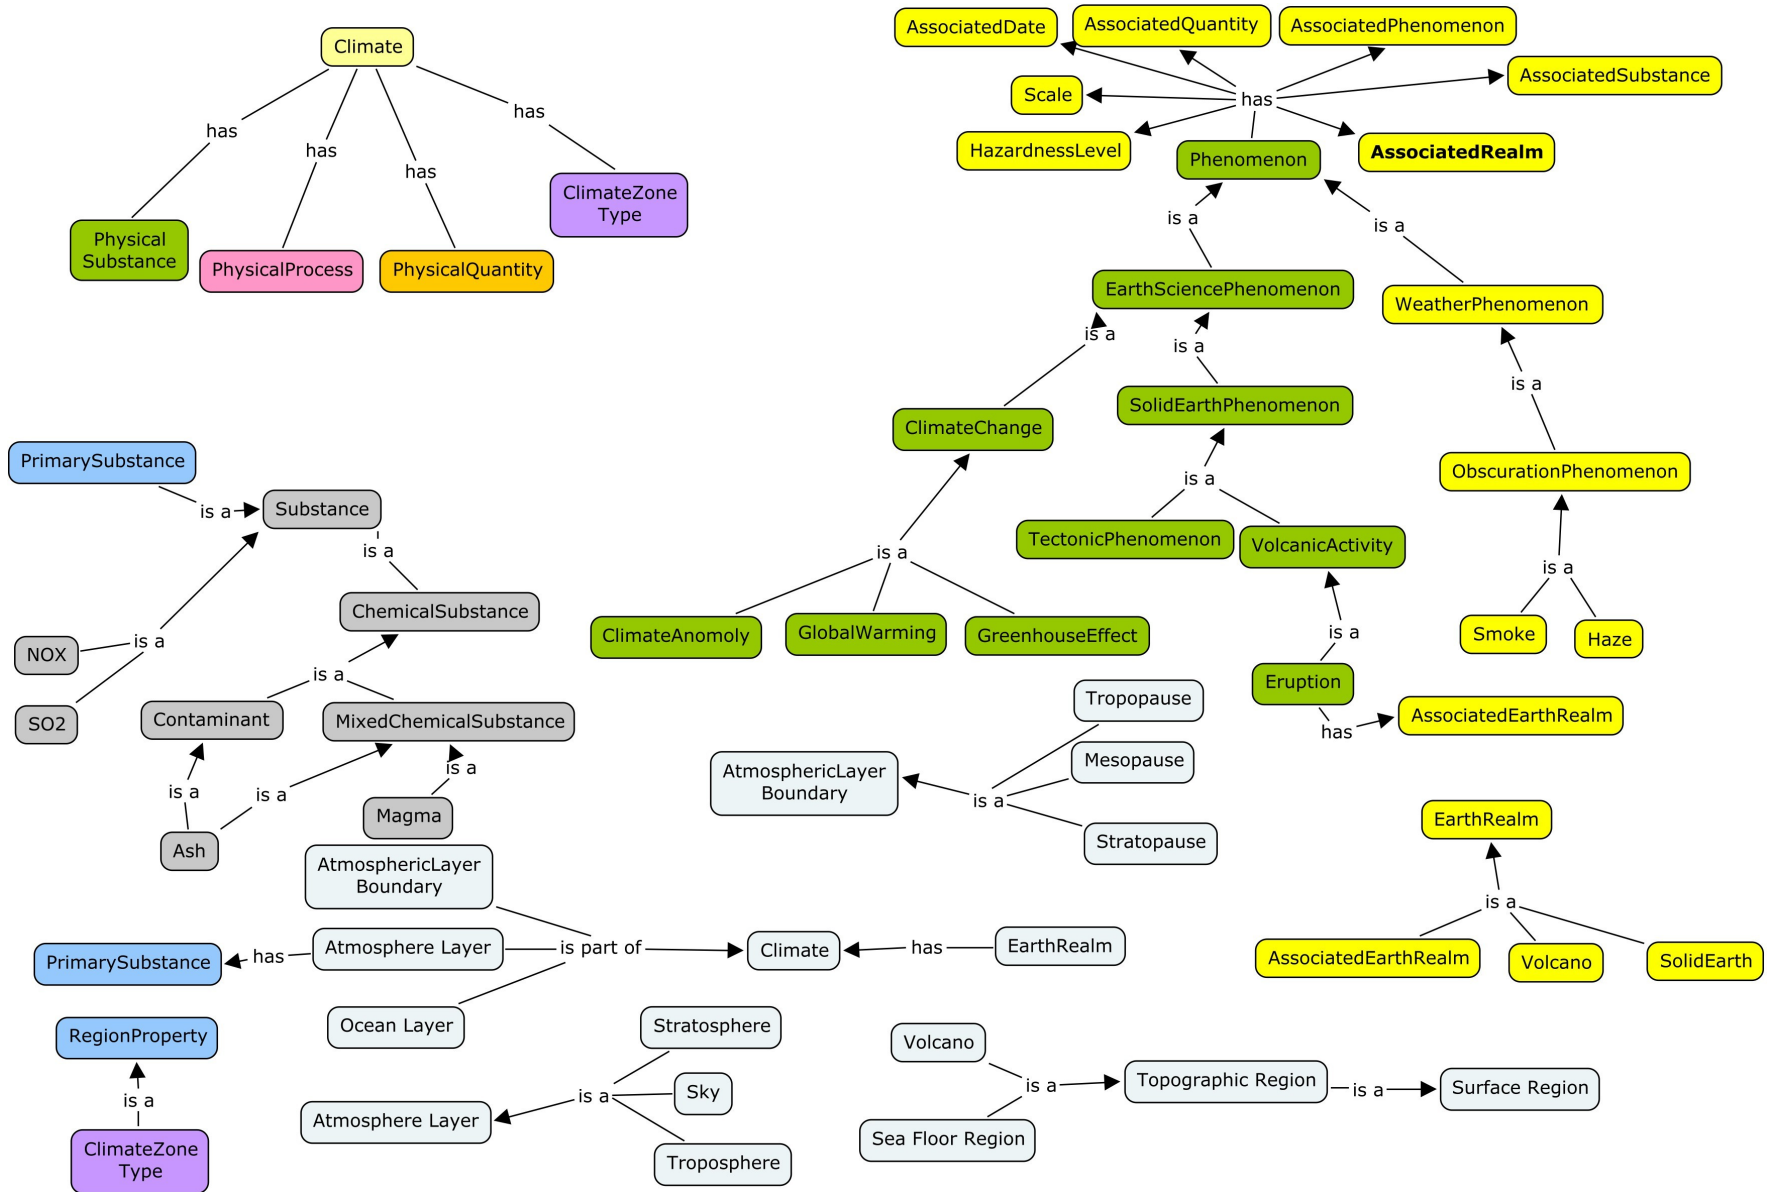 Climate
has
has
has
has
Physical
Substance
PhysicalProcess
PhysicalQuantity
ClimateZone
Type
AssociatedDate
AssociatedQuantity
AssociatedPhenomenon
AssociatedSubstance
Scale
has
HazardnessLevel
AssociatedRealm
Phenomenon
is a
is a
EarthSciencePhenomenon
WeatherPhenomenon
is a
is a
is a
SolidEarthPhenomenon
ClimateChange
ObscurationPhenomenon
is a
is a
is a
TectonicPhenomenon
VolcanicActivity
ClimateAnomoly
GlobalWarming
GreenhouseEffect
is a
Smoke
Haze
Eruption
has
AssociatedEarthRealm
PrimarySubstance
is a
Substance
is a
ChemicalSubstance
NOX
is a
SO2
is a
Contaminant
MixedChemicalSubstance
is a
is a
is a
Magma
Ash
Tropopause
Mesopause
AtmosphericLayer
Boundary
is a
Stratopause
EarthRealm
is a
AssociatedEarthRealm
Volcano
SolidEarth
AtmosphericLayer
Boundary
PrimarySubstance
has
Atmosphere Layer
is part of
Climate
has
EarthRealm
Ocean Layer
RegionProperty
is a
ClimateZone
Type
Stratosphere
Sky
is a
Atmosphere Layer
Troposphere
Volcano
is a
Topographic Region
is a
Surface Region
Sea Floor Region